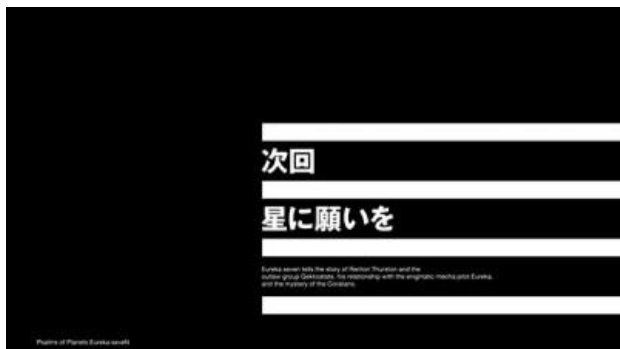 次回
星に願いを
Eureka seven tells the story of Renton Thurston and the
outlaw group Gekkostate, his relationship with the enigmatic mecha pilot Eureka,
and the mystery of the Coralians.
Psalms of Planets Eureka seveN